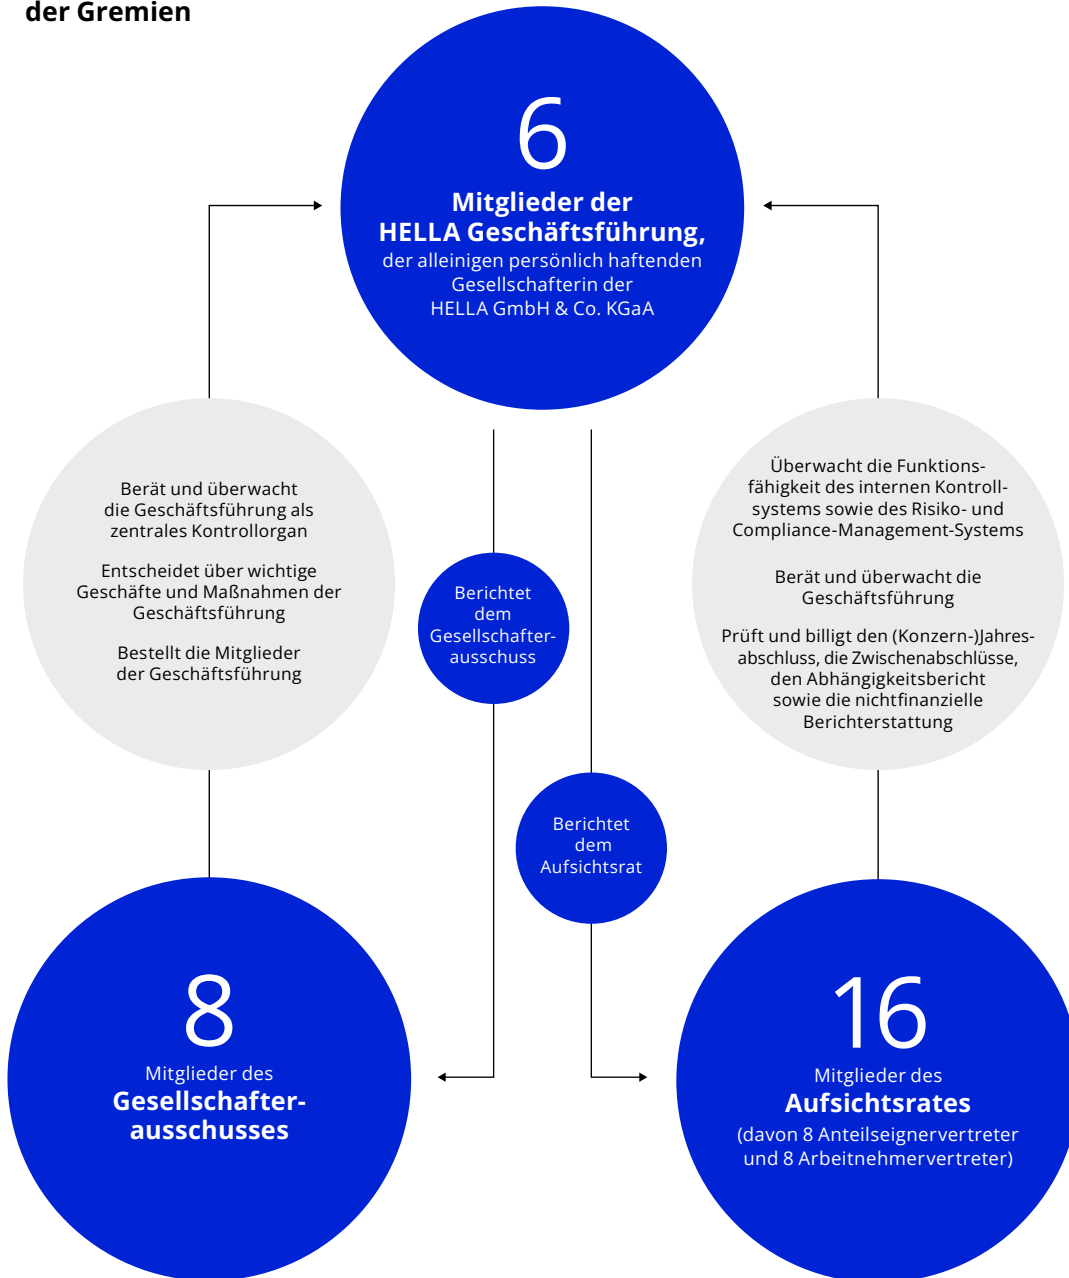 der Gremien
6
Mitglieder der
HELLA Geschäftsführung,
der alleinigen persönlich haftenden
Gesellschafterin der
HELLA GmbH & Co. KGaA
Berät und überwacht
die Geschäftsführung als
zentrales Kontrollorgan
Entscheidet über wichtige
Geschäfte und Maßnahmen der
Geschäftsführung
Bestellt die Mitglieder
der Geschäftsführung
Berichtet
dem
Gesellschafter-
ausschuss
Berichtet
dem
Aufsichtsrat
Überwacht die Funktions-
fähigkeit des internen Kontroll-
systems sowie des Risiko- und
Compliance-Management-Systems
Berät und überwacht die
Geschäftsführung
Prüft und billigt den (Konzern-)Jahres-
abschluss, die Zwischenabschlüsse,
den Abhängigkeitsbericht
sowie die nichtfinanzielle
Berichterstattung
8
Mitglieder des
Gesellschafter-
ausschusses
16
Mitglieder des
Aufsichtsrates
(davon 8 Anteilseignervertreter
und 8 Arbeitnehmervertreter)